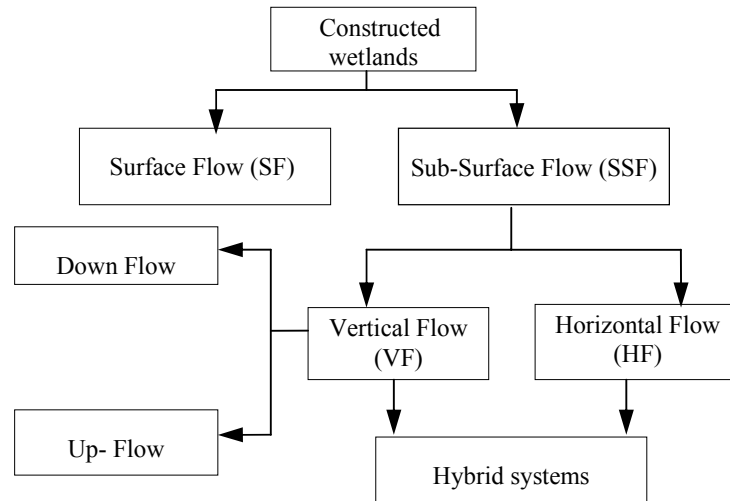 Constructed
wetlands
Surface Flow (SF)
Sub-Surface Flow (SSF)
Down Flow
Vertical Flow
(VF)
Horizontal Flow
(HF)
Up- Flow
Hybrid systems